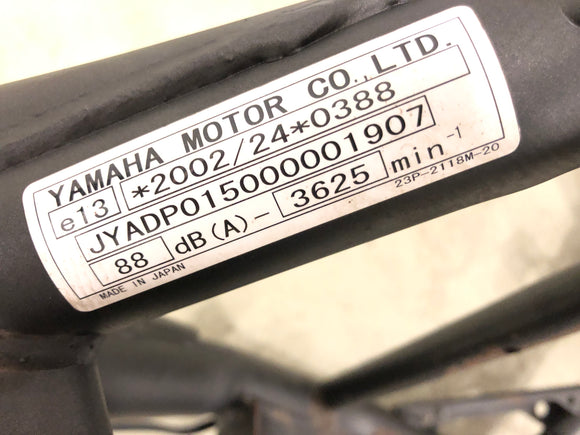 YAMAHA MOTOR CO.,LTD.
e13 *2002/24*0388
JYADP015000001907
88 dB(A)- 3625 min-1
MADE IN JAPAN 23P-2118M-20